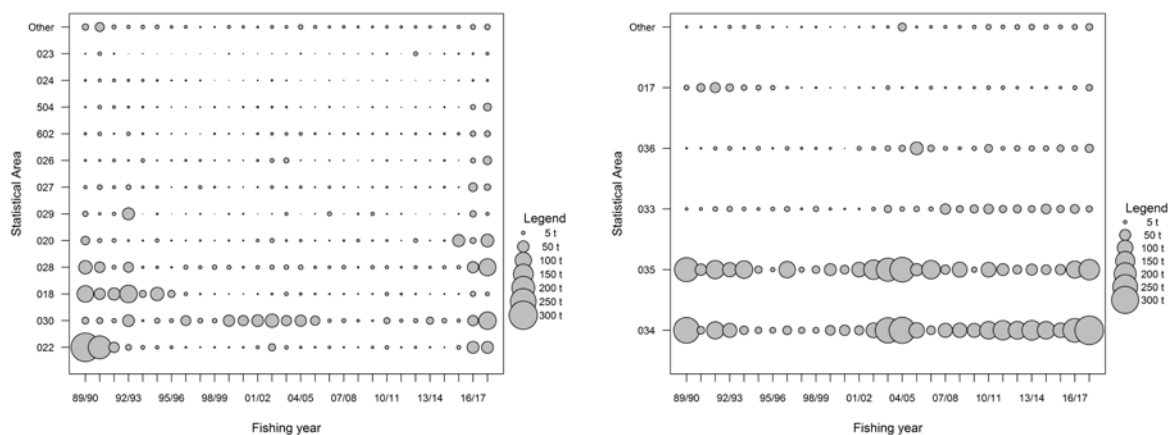 Other
023
024
504
602
026
027
029
020
028
018
030
022
Statistical Area
89/90 92/93 95/96 98/99 01/02 04/05 07/08 10/11 13/14 16/17
Fishing year
Legend
5 t
50 t
100 t
150 t
200 t
250 t
300 t
Other
017
036
033
035
034
Statistical Area
89/90 92/93 95/96 98/99 01/02 04/05 07/08 10/11 13/14 16/17
Fishing year
Legend
5 t
50 t
100 t
150 t
200 t
250 t
300 t